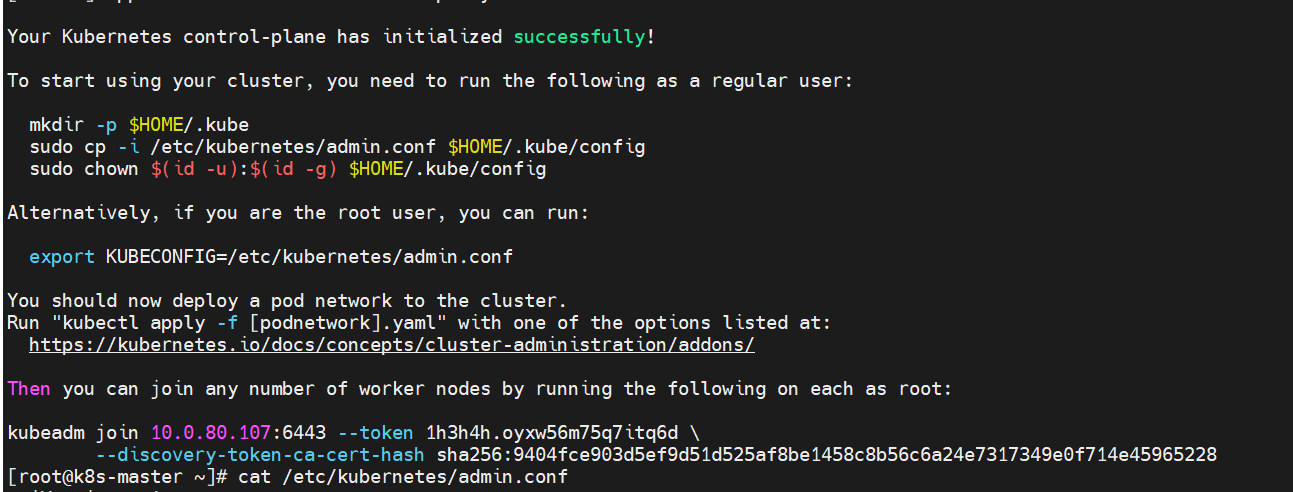 Your Kubernetes control-plane has initialized successfully!
To start using your cluster, you need to run the following as a regular user:
mkdir -p $HOME/.kube
sudo cp -i /etc/kubernetes/admin.conf $HOME/.kube/config
sudo chown $(id -u):$(id -g) $HOME/.kube/config
Alternatively, if you are the root user, you can run:
export KUBECONFIG=/etc/kubernetes/admin.conf
You should now deploy a pod network to the cluster.
Run "kubectl apply -f [podnetwork].yaml" with one of the options listed at:
https://kubernetes.io/docs/concepts/cluster-administration/addons/
Then you can join any number of worker nodes by running the following on each as root:
kubeadm join 10.0.80.107:6443 --token 1h3h4h.oyxw56m75q7itq6d \
--discovery-token-ca-cert-hash sha256:9404fce903d5ef9d51d525af8be1458c8b56c6a24e7317349e0f714e45965228
[root@k8s-master ~]# cat /etc/kubernetes/admin.conf